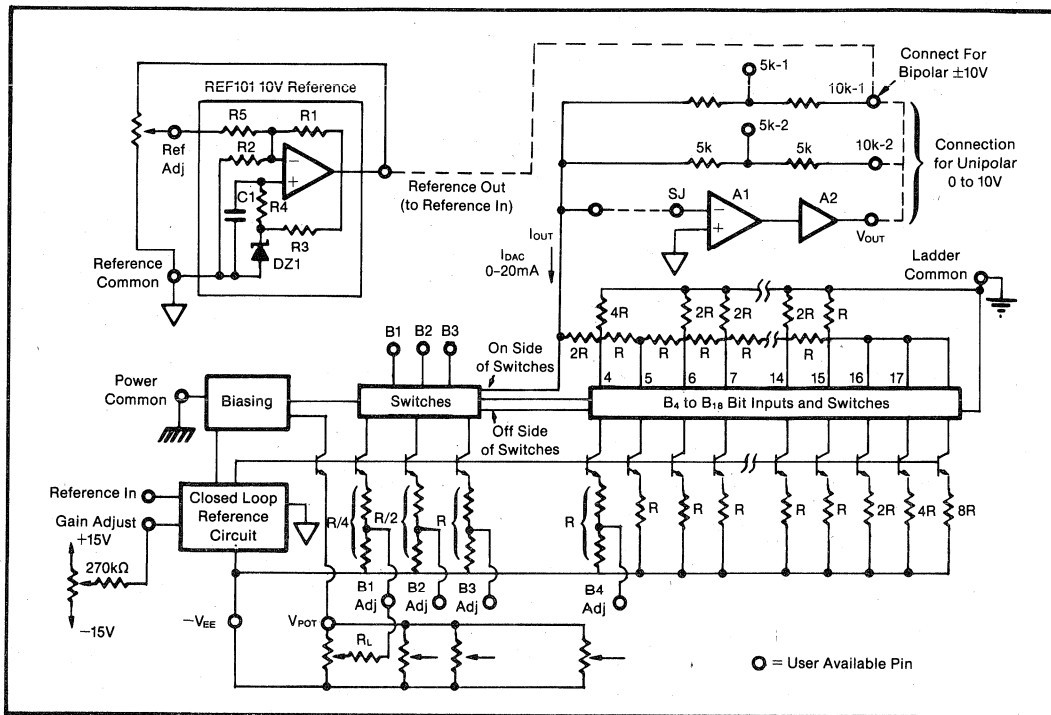 REF101 10V Reference
R5
R1
R2
Ref
Adj
C1
R4
R3
DZ1
Reference
Common
Reference Out
(to Reference In)
5k-1
10k-1
Connect For
Bipolar ±10V
5k-2
5k
5k
10k-2
Connection
for Unipolar
0 to 10V
SJ
A1
A2
VOUT
IOUT
IDAC
0–20mA
Ladder
Common
4R
2R
2R
2R
R
2R
R
R
R
R
R
B1
B2
B3
On Side
of Switches
4
5
6
7
14
15
16
17
Power
Common
Biasing
Switches
B4 to B18 Bit Inputs and Switches
Off Side
of Switches
Reference In
Closed Loop
Reference
Circuit
Gain Adjust
+15V
270kΩ
−15V
R/4
R/2
R
R
R
R
R
R
R
2R
4R
8R
B1
Adj
B2
Adj
B3
Adj
B4
Adj
−VEE
VPOT
RL
= User Available Pin